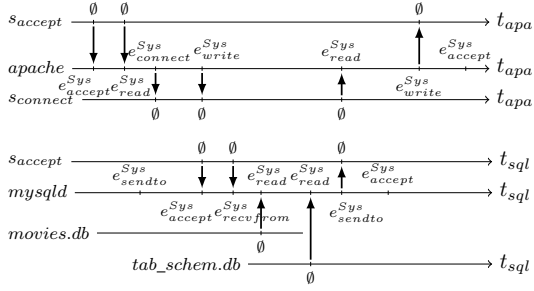 ∅ ∅ ∅
s_accept t_apa
e^Sys_connect e^Sys_write e^Sys_read e^Sys_accept
apache t_apa
e^Sys_accept e^Sys_read e^Sys_write
s_connect t_apa
∅ ∅ ∅
∅ ∅ ∅
s_accept t_sql
e^Sys_sendto e^Sys_read e^Sys_read e^Sys_accept
mysqld t_sql
e^Sys_accept e^Sys_recvfrom e^Sys_sendto
movies.db
∅
tab_schem.db t_sql
∅